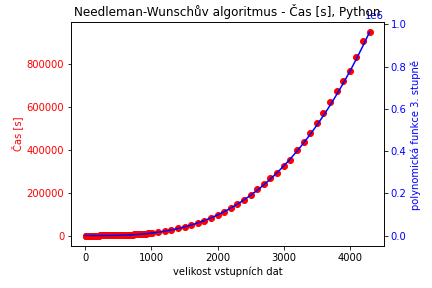 Needleman-Wunschův algoritmus - Čas [s], Python
1e6
1.0
800000
0.8
600000
0.6
400000
0.4
200000
0.2
0
0.0
Čas [s]
polynomická funkce 3. stupně
0 1000 2000 3000 4000
velikost vstupních dat